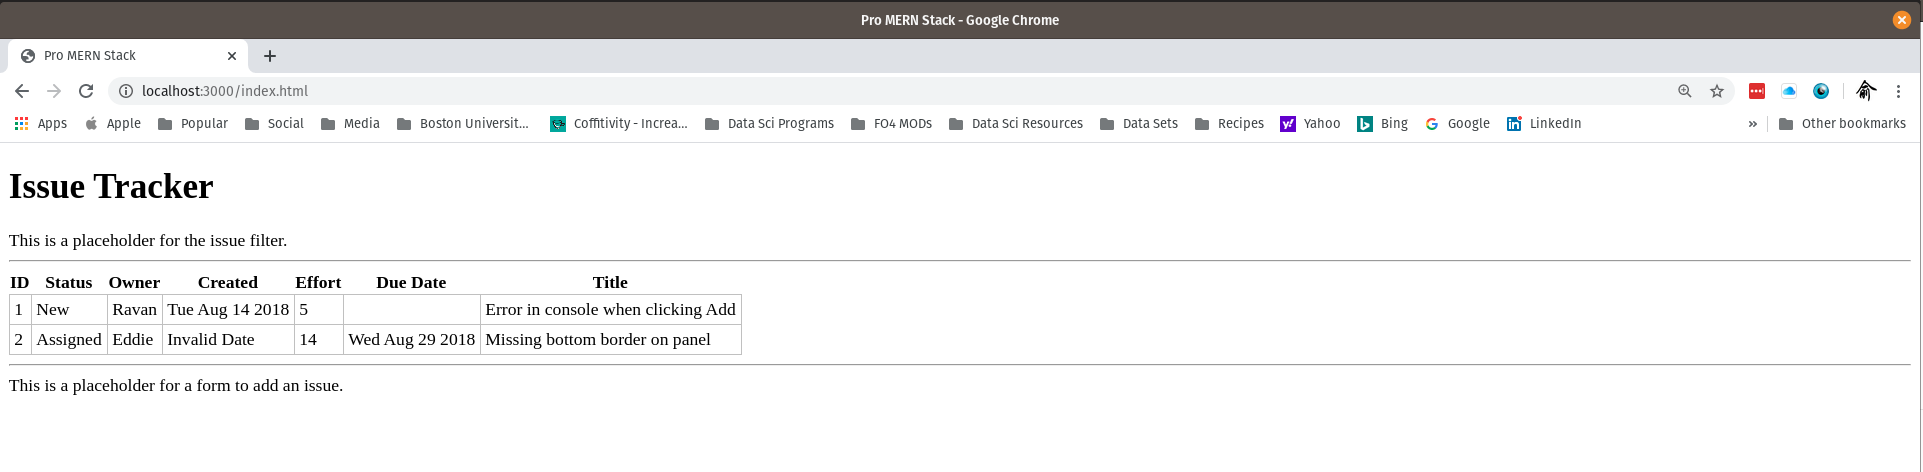 Pro MERN Stack - Google Chrome
Pro MERN Stack
localhost:3000/index.html
Apps Apple Popular Social Media Boston Universit... Coffitivity - Increa... Data Sci Programs FO4 MODs Data Sci Resources Data Sets Recipes Yahoo Bing Google LinkedIn » Other bookmarks
Issue Tracker
This is a placeholder for the issue filter.
ID Status Owner Created Effort Due Date Title
1 New Ravan Tue Aug 14 2018 5 Error in console when clicking Add
2 Assigned Eddie Invalid Date 14 Wed Aug 29 2018 Missing bottom border on panel
This is a placeholder for a form to add an issue.